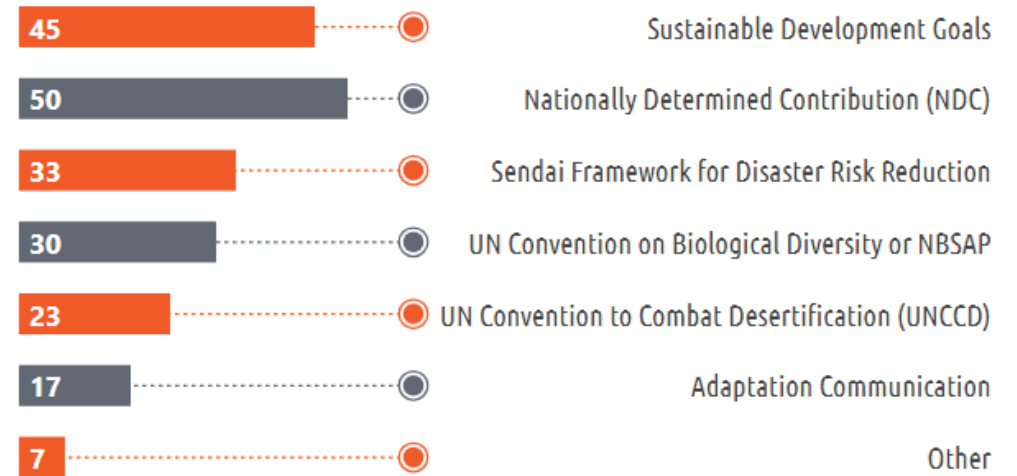 45 Sustainable Development Goals
50 Nationally Determined Contribution (NDC)
33 Sendai Framework for Disaster Risk Reduction
30 UN Convention on Biological Diversity or NBSAP
23 UN Convention to Combat Desertification (UNCCD)
17 Adaptation Communication
7 Other